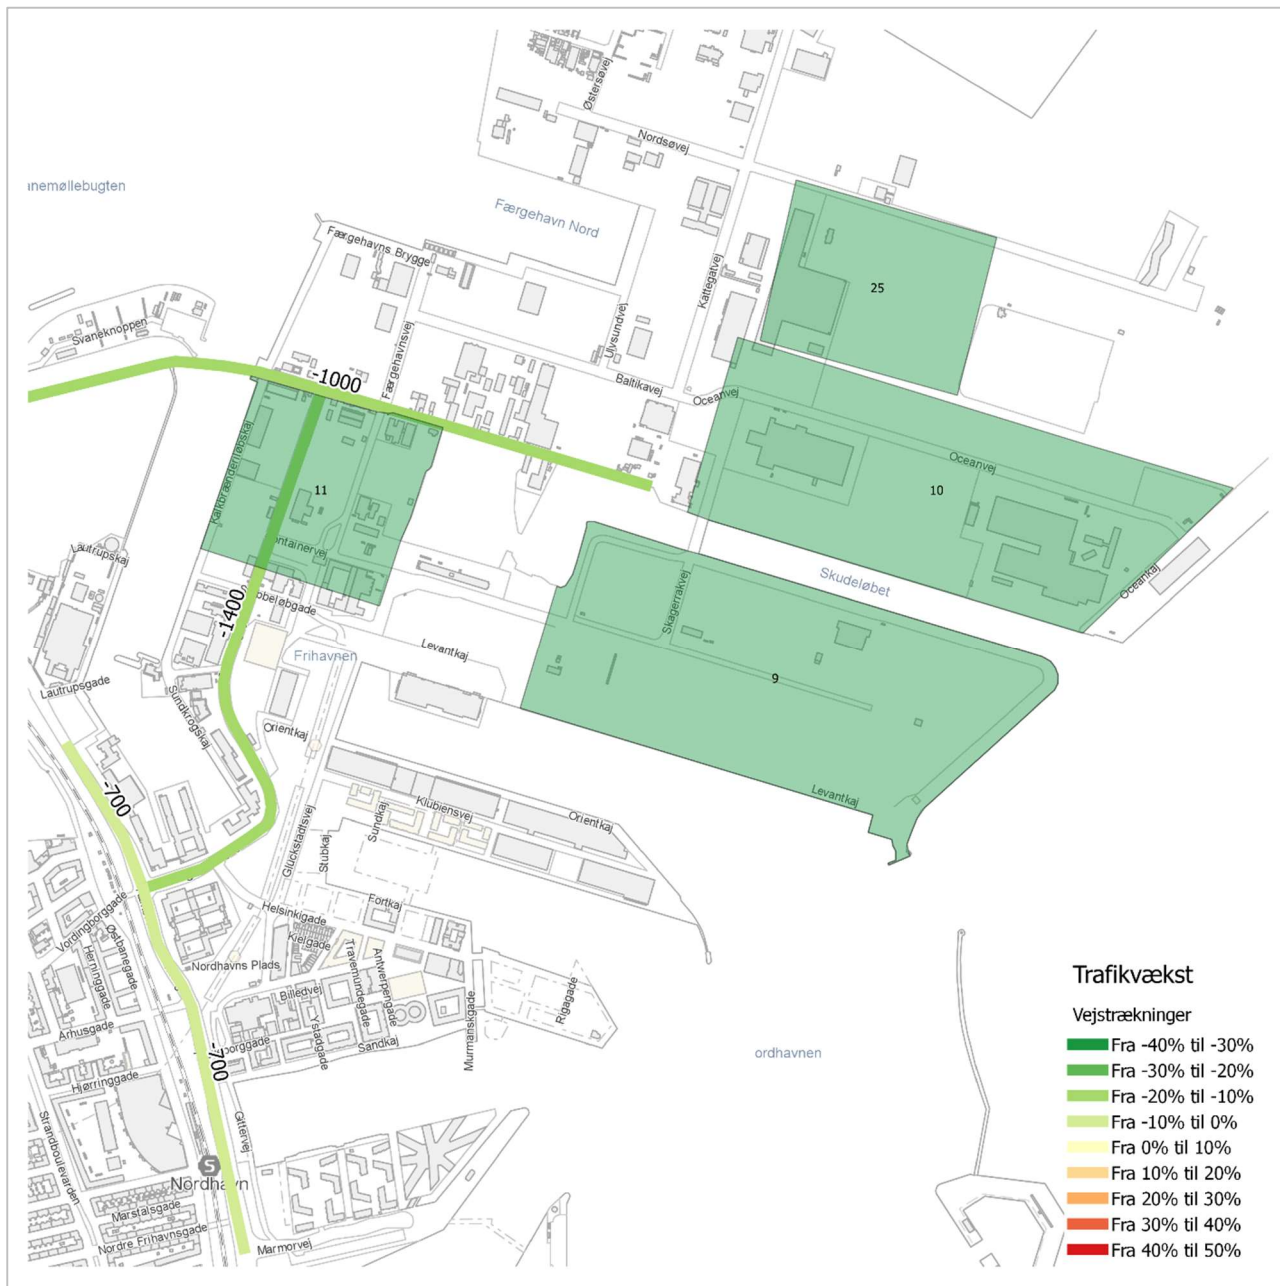 Østersøvej
Nordsøvej
Færgehavn Nord
Færgehavns Brygge
Kattegatvej
25
Svaneknoppen
Færgehavnsvej
Ulysundvej
Baltikavej
-1000
Oceanvej
Oceanvej
Kalkbrænderiløbskaj
11
10
Skudeløbet
Oceankaj
Lautrupskaj
-1400
Skagerrakvej
Levantkaj
Frihavnen
9
Lautrupsgade
Sundkrogskaj
Orientkaj
Levantkaj
-700
Glückstadtsvej
Stubkaj
Sundkaj
Klubiensvej
Orientkaj
Vordingborggade
Østbanegade
Herninggade
Helsinkigade
Fortkaj
Kielgade
Nordhavns Plads
Travemündegade
Antwerpengade
Billedvej
Århusgade
Ystadgade
Sandkaj
Murmanskgade
Rigagade
-700
Hjørringgade
Strandboulevarden
Gittervej
S
Nordhavn
Marstalsgade
Nordre Frihavnsgade
Marmorvej
Trafikvækst
Vejstrækninger
Fra -40% til -30%
Fra -30% til -20%
Fra -20% til -10%
Fra -10% til 0%
Fra 0% til 10%
Fra 10% til 20%
Fra 20% til 30%
Fra 30% til 40%
Fra 40% til 50%